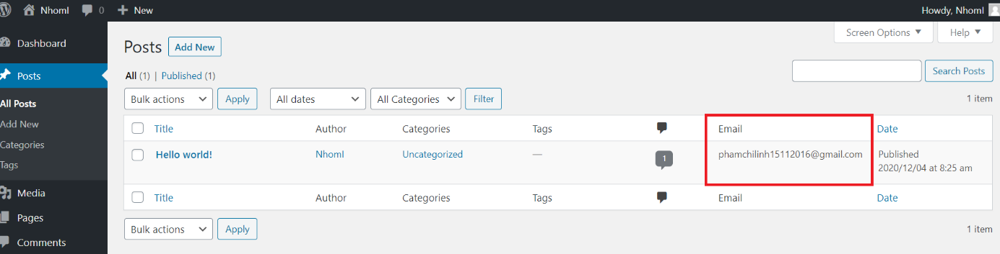 Nhoml 0 New Howdy, Nhoml
Screen Options ▼ Help ▼
Dashboard
Posts
All Posts
Add New
Categories
Tags
Media
Pages
Comments
Posts Add New
All (1) | Published (1)
Search Posts
Bulk actions Apply All dates All Categories Filter 1 item
Title Author Categories Tags Email Date
Hello world! Nhoml Uncategorized — 1 phamchilinh15112016@gmail.com Published
2020/12/04 at 8:25 am
Title Author Categories Tags Email Date
Bulk actions Apply 1 item